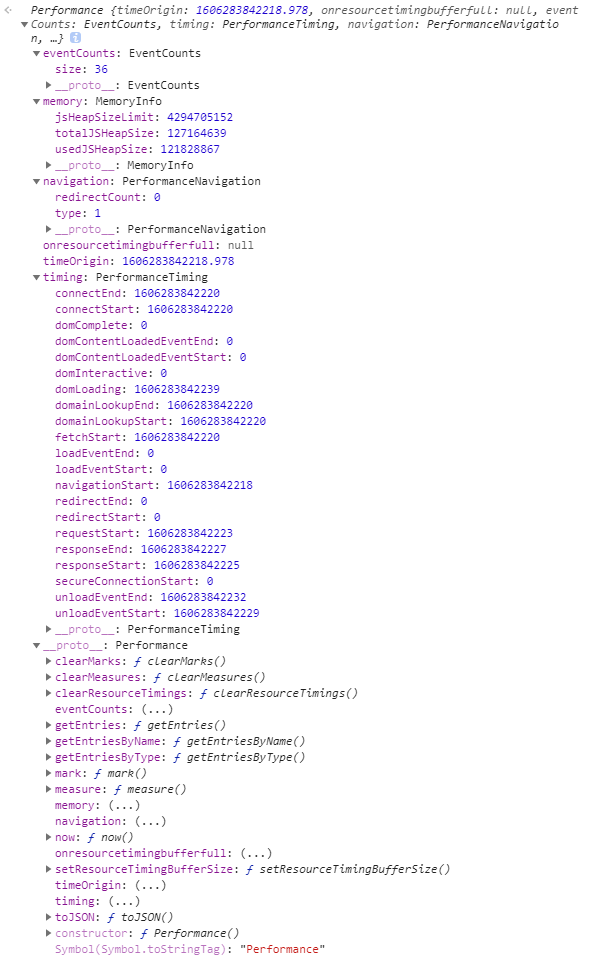 Performance {timeOrigin: 1606283842218.978, onresourcetimingbufferfull: null, event
Counts: EventCounts, timing: PerformanceTiming, navigation: PerformanceNavigatio
n, …}
eventCounts: EventCounts
size: 36
__proto__: EventCounts
memory: MemoryInfo
jsHeapSizeLimit: 4294705152
totalJSHeapSize: 127164639
usedJSHeapSize: 121828867
__proto__: MemoryInfo
navigation: PerformanceNavigation
redirectCount: 0
type: 1
__proto__: PerformanceNavigation
onresourcetimingbufferfull: null
timeOrigin: 1606283842218.978
timing: PerformanceTiming
connectEnd: 1606283842220
connectStart: 1606283842220
domComplete: 0
domContentLoadedEventEnd: 0
domContentLoadedEventStart: 0
domInteractive: 0
domLoading: 1606283842239
domainLookupEnd: 1606283842220
domainLookupStart: 1606283842220
fetchStart: 1606283842220
loadEventEnd: 0
loadEventStart: 0
navigationStart: 1606283842218
redirectEnd: 0
redirectStart: 0
requestStart: 1606283842223
responseEnd: 1606283842227
responseStart: 1606283842225
secureConnectionStart: 0
unloadEventEnd: 1606283842232
unloadEventStart: 1606283842229
__proto__: PerformanceTiming
__proto__: Performance
clearMarks: ƒ clearMarks()
clearMeasures: ƒ clearMeasures()
clearResourceTimings: ƒ clearResourceTimings()
eventCounts: (...)
getEntries: ƒ getEntries()
getEntriesByName: ƒ getEntriesByName()
getEntriesByType: ƒ getEntriesByType()
mark: ƒ mark()
measure: ƒ measure()
memory: (...)
navigation: (...)
now: ƒ now()
onresourcetimingbufferfull: (...)
setResourceTimingBufferSize: ƒ setResourceTimingBufferSize()
timeOrigin: (...)
timing: (...)
toJSON: ƒ toJSON()
constructor: ƒ Performance()
Symbol(Symbol.toStringTag): "Performance"